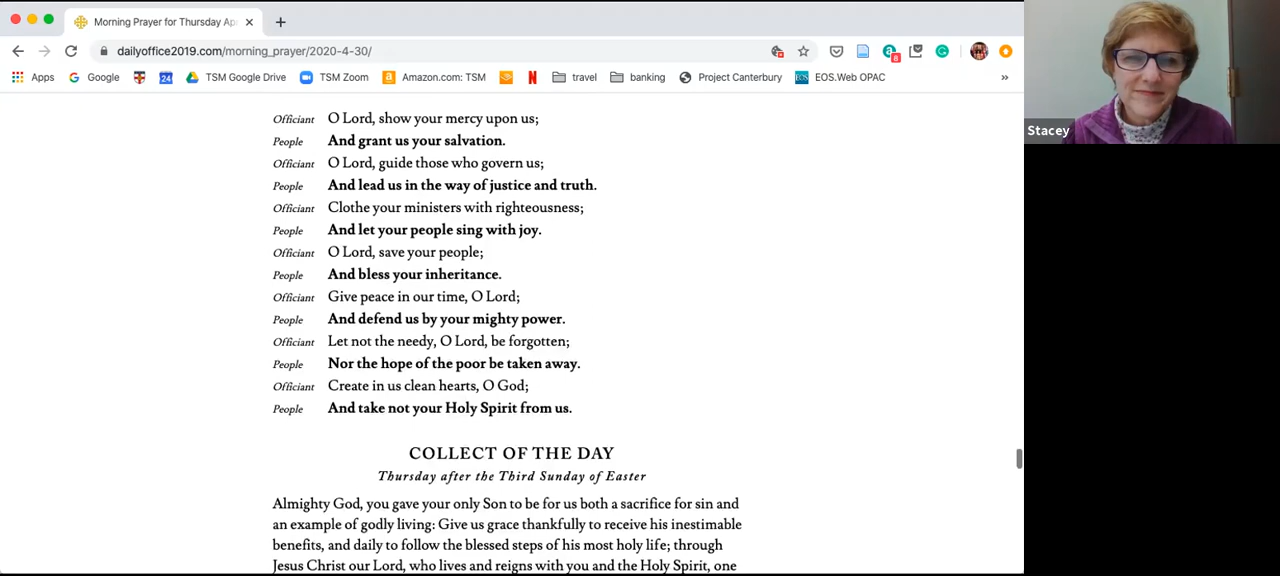 Morning Prayer for Thursday Ap
dailyoffice2019.com/morning_prayer/2020-4-30/
8
Apps Google 24 TSM Google Drive TSM Zoom a Amazon.com: TSM N travel banking Project Canterbury EOS EOS.Web OPAC »
Officiant O Lord, show your mercy upon us;
People And grant us your salvation.
Officiant O Lord, guide those who govern us;
People And lead us in the way of justice and truth.
Officiant Clothe your ministers with righteousness;
People And let your people sing with joy.
Officiant O Lord, save your people;
People And bless your inheritance.
Officiant Give peace in our time, O Lord;
People And defend us by your mighty power.
Officiant Let not the needy, O Lord, be forgotten;
People Nor the hope of the poor be taken away.
Officiant Create in us clean hearts, O God;
People And take not your Holy Spirit from us.
COLLECT OF THE DAY
Thursday after the Third Sunday of Easter
Almighty God, you gave your only Son to be for us both a sacrifice for sin and
an example of godly living: Give us grace thankfully to receive his inestimable
benefits, and daily to follow the blessed steps of his most holy life; through
Jesus Christ our Lord, who lives and reigns with you and the Holy Spirit, one
Stacey